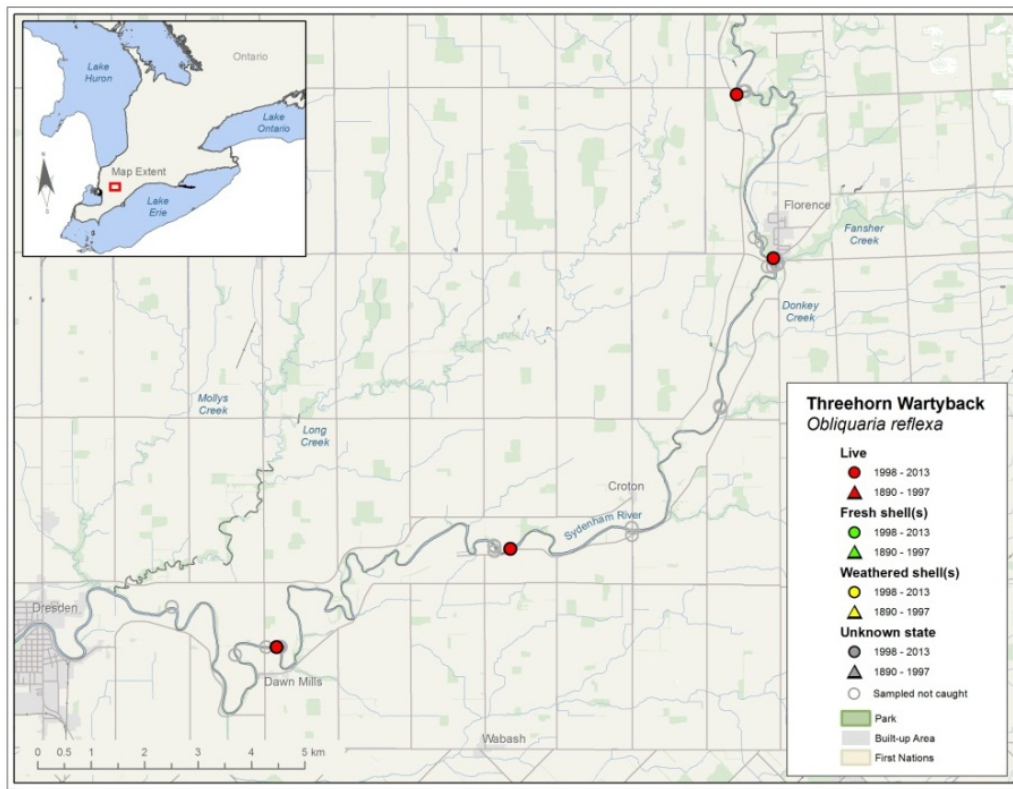 Lake
Huron
Ontario
Lake
Ontario
N
Map Extent
S
Lake
Erie
Florence
Fansher
Creek
Donkey
Creek
Mollys
Creek
Long
Creek
Croton
Sydenham River
Dresden
Dawn Mills
Wabash
0 0.5 1 2 3 4 5 km
Threehorn Wartyback
Obliquaria reflexa
Live
1998 - 2013
1890 - 1997
Fresh shell(s)
1998 - 2013
1890 - 1997
Weathered shell(s)
1998 - 2013
1890 - 1997
Unknown state
1998 - 2013
1890 - 1997
Sampled not caught
Park
Built-up Area
First Nations